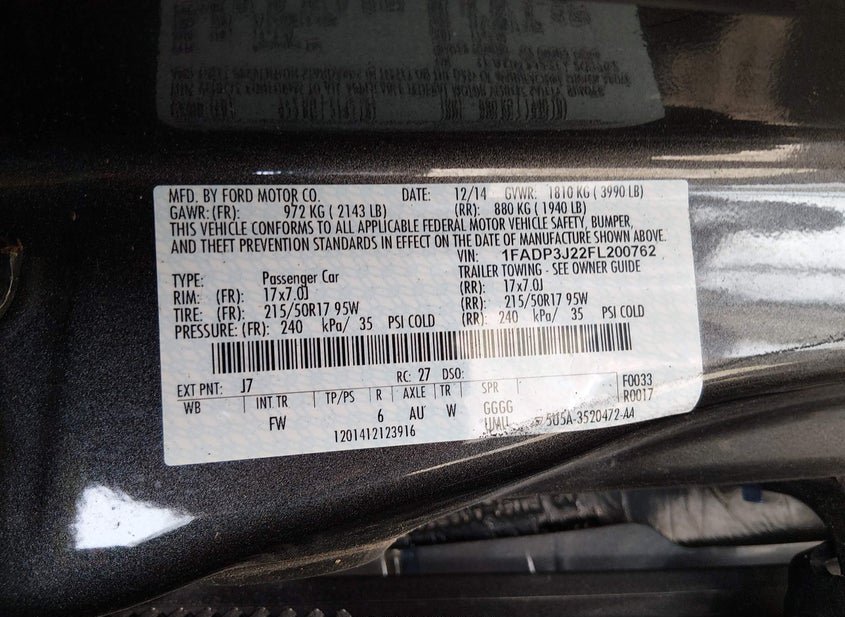 MFD. BY FORD MOTOR CO. DATE: 12/14 GVWR: 1810 KG ( 3990 LB)
GAWR:(FR): 972 KG ( 2143 LB) (RR): 880 KG ( 1940 LB)
THIS VEHICLE CONFORMS TO ALL APPLICABLE FEDERAL MOTOR VEHICLE SAFETY, BUMPER,
AND THEFT PREVENTION STANDARDS IN EFFECT ON THE DATE OF MANUFACTURE SHOWN ABOVE.
VIN: 1FADP3J22FL200762
TYPE: Passenger Car TRAILER TOWING - SEE OWNER GUIDE
RIM: (FR): 17x7.0J (RR): 17x7.0J
TIRE: (FR): 215/50R17 95W (RR): 215/50R17 95W
PRESSURE: (FR): 240 kPa/ 35 PSI COLD (RR): 240 kPa/ 35 PSI COLD
EXT PNT: J7 RC: 27 DSO: F0033
WB INT TR TP/PS R AXLE TR SPR R0017
FW 6 AU W GGGG
1201412123916 5U5A-3520472-AA